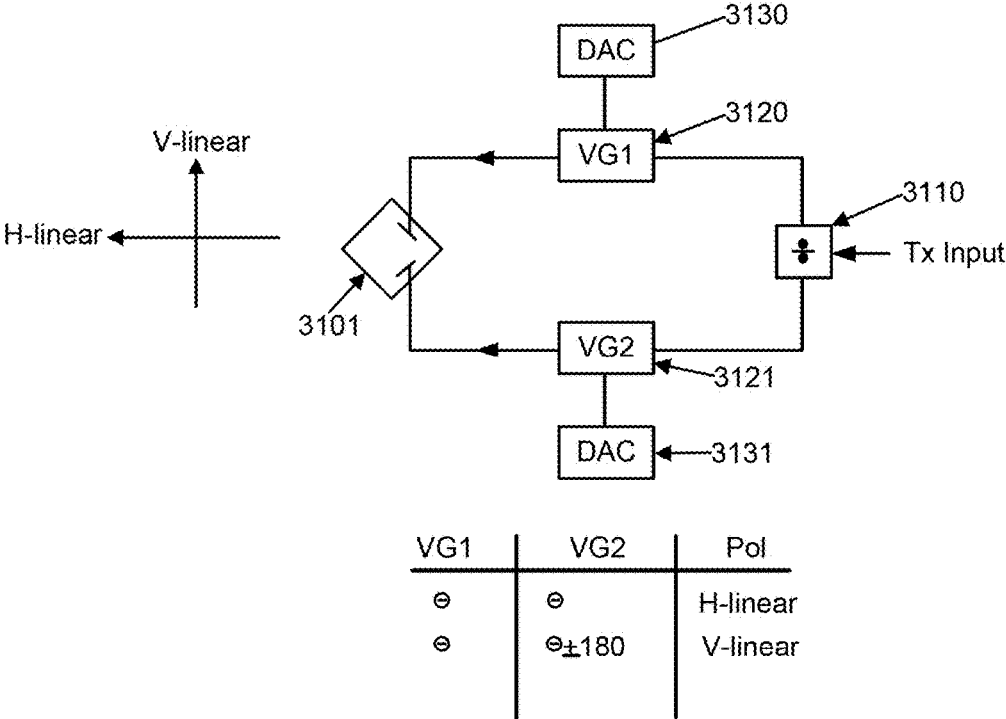 3130
DAC
3120
V-linear
VG1
3110
H-linear
÷
Tx Input
3101
VG2
3121
DAC
3131
VG1 VG2 Pol
⊖ ⊖ H-linear
⊖ ⊖±180 V-linear